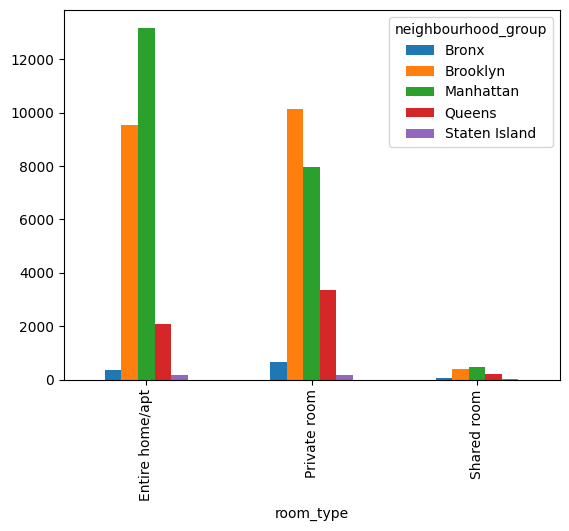 neighbourhood_group
Bronx
Brooklyn
Manhattan
Queens
Staten Island
12000
10000
8000
6000
4000
2000
0
Entire home/apt
Private room
Shared room
room_type